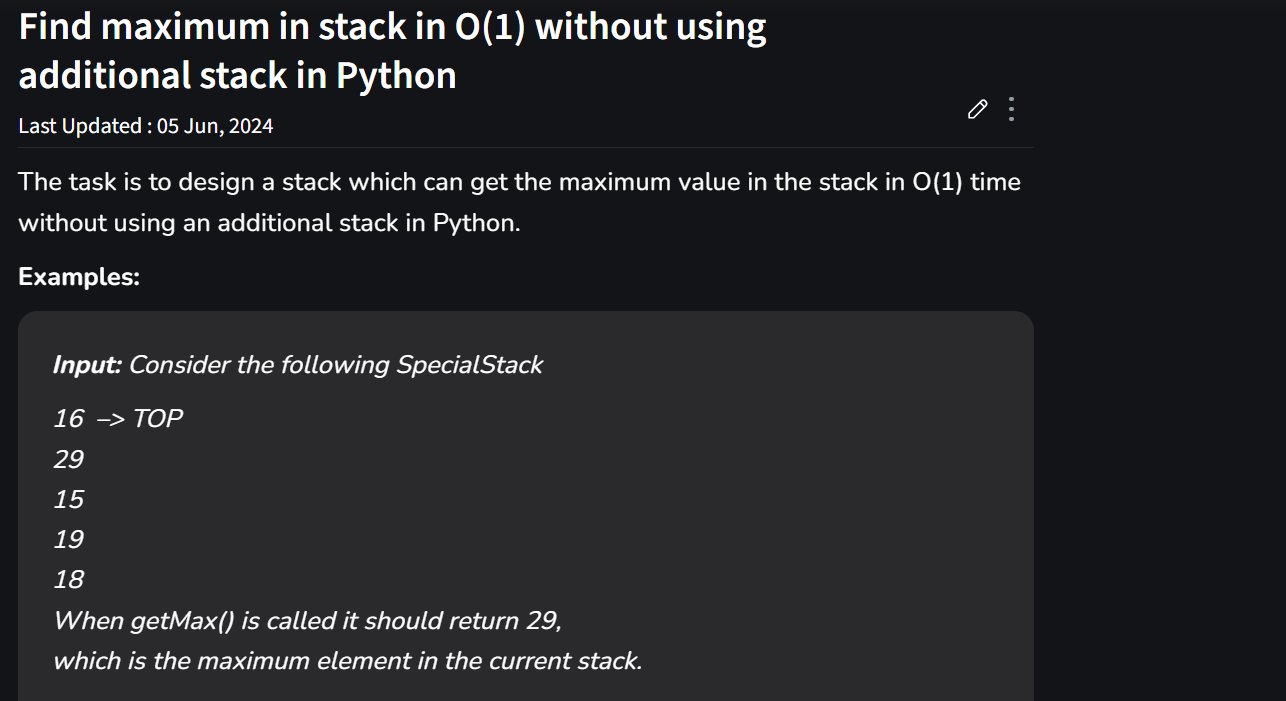 Find maximum in stack in O(1) without using
additional stack in Python
Last Updated : 05 Jun, 2024
The task is to design a stack which can get the maximum value in the stack in O(1) time
without using an additional stack in Python.
Examples:
Input: Consider the following SpecialStack
16 –> TOP
29
15
19
18
When getMax() is called it should return 29,
which is the maximum element in the current stack.